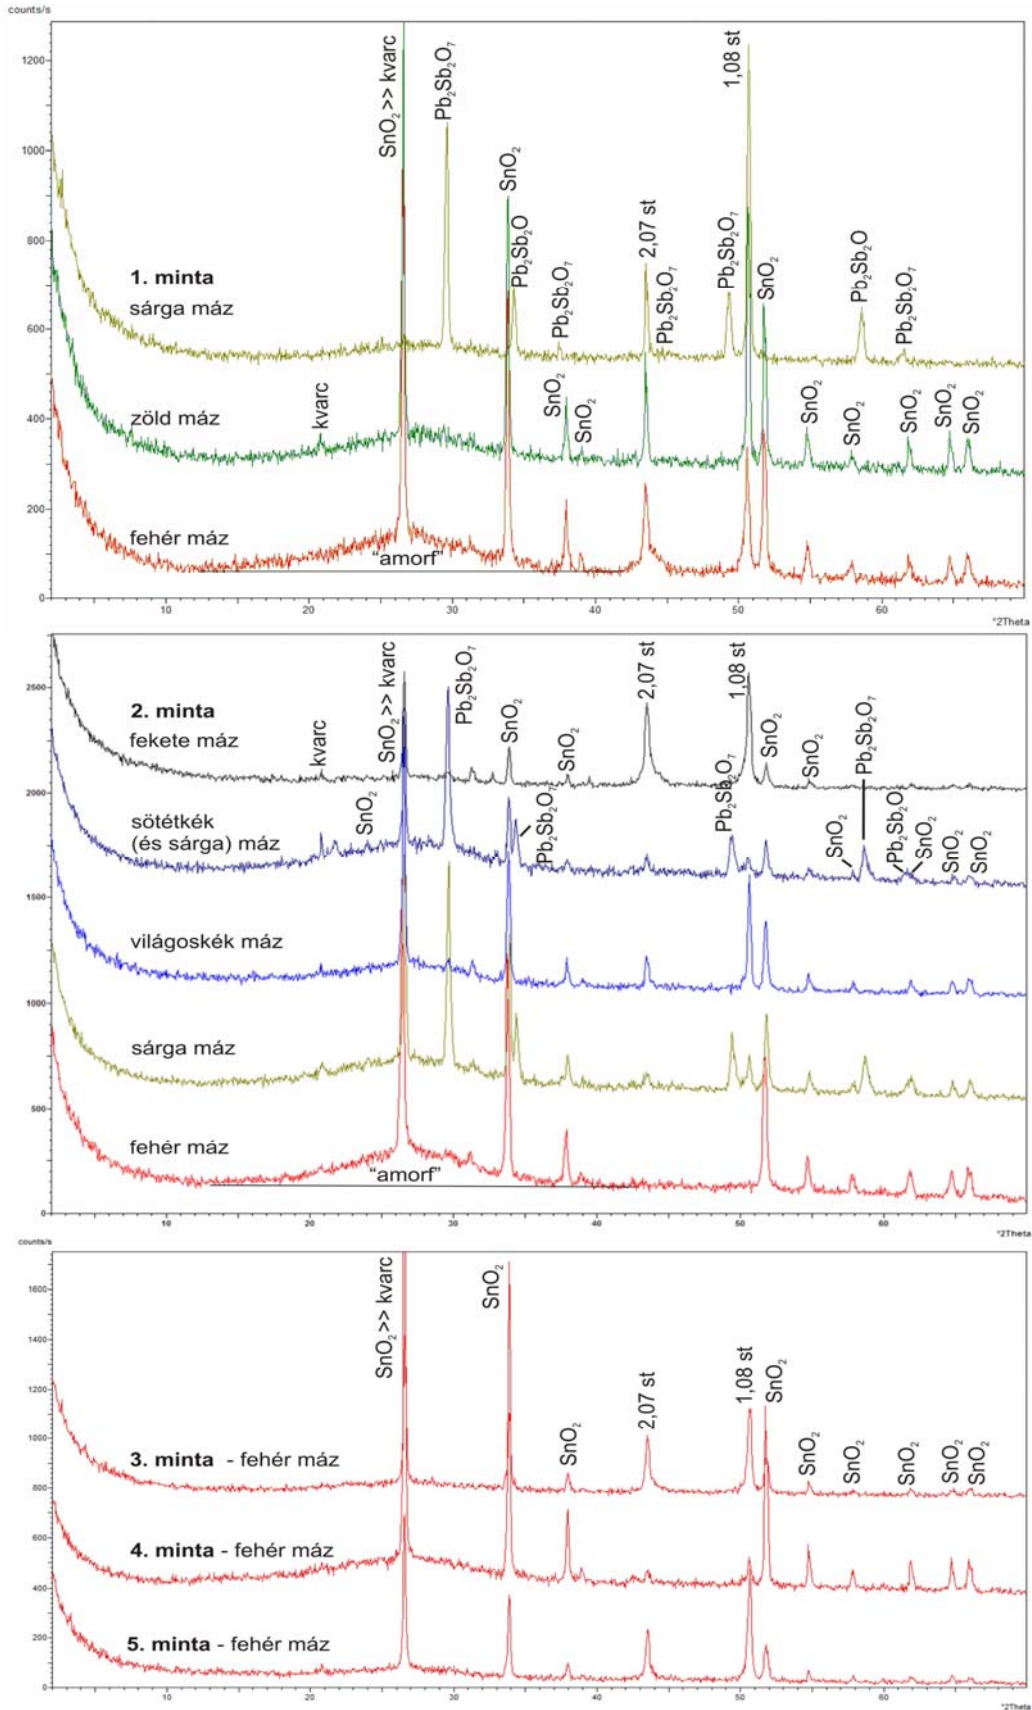 counts/s
1200
1000
800
600
400
200
0
SnO₂ >> kvarc
Pb₂Sb₂O₇
SnO₂
Pb₂Sb₂O
Pb₂Sb₂O₇
2,07 st
Pb₂Sb₂O₇
Pb₂Sb₂O₇
1,08 st
SnO₂
Pb₂Sb₂O
Pb₂Sb₂O₇
1. minta
sárga máz
zöld máz
kvarc
SnO₂
SnO₂
SnO₂
SnO₂
SnO₂
SnO₂
SnO₂
fehér máz
"amorf"
10
20
30
40
50
60
°2Theta
2500
2000
1500
1000
500
0
2. minta
fekete máz
kvarc
SnO₂ >> kvarc
Pb₂Sb₂O₇
SnO₂
SnO₂
2,07 st
1,08 st
SnO₂
SnO₂
Pb₂Sb₂O₇
sötétkék
(és sárga) máz
SnO₂
Pb₂Sb₂O₇
Pb₂Sb₂O₇
SnO₂
Pb₂Sb₂O
SnO₂
SnO₂
SnO₂
világoskék máz
sárga máz
fehér máz
"amorf"
10
20
30
40
50
60
°2Theta
counts/s
1600
1400
1200
1000
800
600
400
200
0
SnO₂ >> kvarc
SnO₂
SnO₂
2,07 st
1,08 st
SnO₂
SnO₂
SnO₂
SnO₂
SnO₂
SnO₂
3. minta - fehér máz
4. minta - fehér máz
5. minta - fehér máz
10
20
30
40
50
60
°2Theta